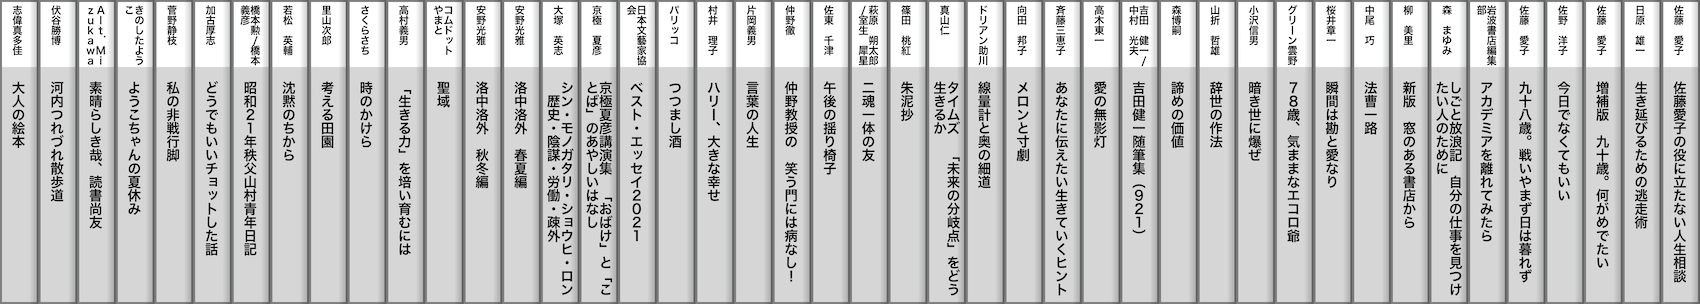 佐藤 愛子
佐藤愛子の役に立たない人生相談
日原 雄一
生き延びるための逃走術
佐藤 愛子
増補版 九十歳。何がめでたい
佐野 洋子
今日でなくてもいい
佐藤 愛子
九十八歳。戦いやまず日は暮れず
岩波書店編集
部
アカデミアを離れてみたら
森 まゆみ
しごと放浪記 自分の仕事を見つけ
たい人のために
柳 美里
新版 窓のある書店から
中尾 巧
法曹一路
桜井章一
瞬間は勘と愛なり
グリーン雲野
78歳、気ままなエコロ爺
小沢信男
暗き世に爆ぜ
山折 哲雄
辞世の作法
森博嗣
諦めの価値
吉田 健一/
中村 光夫
吉田健一随筆集(921)
高木東一
愛の無影灯
斉藤三恵子
あなたに伝えたい生きていくヒント
向田 邦子
メロンと寸劇
ドリアン助川
線量計と奥の細道
真山仁
タイムズ 「未来の分岐点」をどう
生きるか
篠田 桃紅
朱泥抄
萩原 朔太郎
/室生 犀星
二魂一体の友
佐東 千津
午後の揺り椅子
仲野徹
仲野教授の 笑う門には病なし!
片岡義男
言葉の人生
村井 理子
ハリー、大きな幸せ
パリッコ
つつまし酒
日本文藝家協
会
ベスト・エッセイ2021
京極 夏彦
京極夏彦講演集 「おばけ」と「こ
とば」のあやしいはなし
大塚 英志
シン・モノガタリ・ショウヒ・ロン
歴史・陰謀・労働・疎外
安野光雅
洛中洛外 春夏編
安野光雅
洛中洛外 秋冬編
コムドット
やまと
聖域
高村義男
「生きる力」を培い育むには
さくらさち
時のかけら
里山次郎
考える田園
若松 英輔
沈黙のちから
橋本勲/橋本
義彦
昭和21年秩父山村青年日記
加古厚志
どうでもいいチョットした話
菅野静枝
私の非戦行脚
きのしたよう
こ
ようこちゃんの夏休み
Alt.Mi
zukawa
素晴らしき哉、読書尚友
伏谷勝博
河内つれづれ散歩道
志偉真多佳
大人の絵本